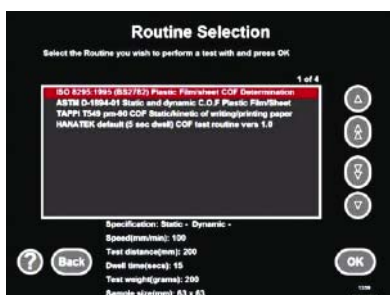 Routine Selection
Select the Routine you wish to perform a test with and press OK
1 of 4
ISO 8295:1995 (BS2782) Plastic Film/sheet COF Determination
ASTM D-1894-01 Static and dynamic C.O.F Plastic Film/Sheet
TAPPI T549 pm-90 COF Static/kinetic of writing/printing paper
HANATEK default (5 sec dwell) COF test routine vers 1.0
Specification: Static - Dynamic -
Speed(mm/min): 100
Test distance(mm): 200
Dwell time(secs): 15
Test weight(grams): 200
Sample size(mm): 63 x 63
? Back
OK